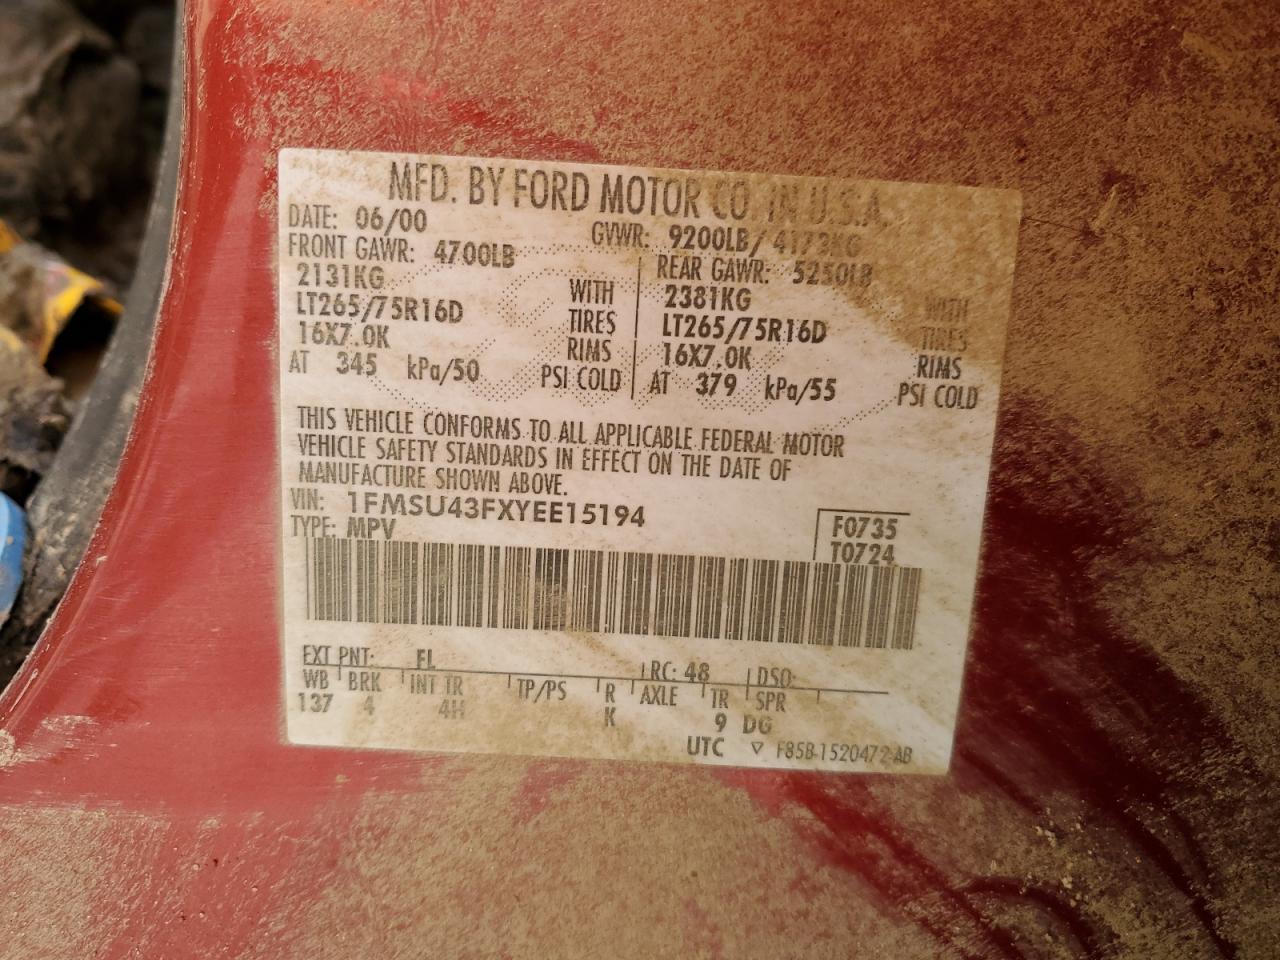 MFD. BY FORD MOTOR CO. IN U.S.A.
DATE: 06/00 GVWR: 9200LB/4173KG
FRONT GAWR: 4700LB REAR GAWR: 5250LB
2131KG WITH 2381KG WITH
LT265/75R16D TIRES LT265/75R16D TIRES
16X7.0K RIMS 16X7.0K RIMS
AT 345 kPa/50 PSI COLD AT 379 kPa/55 PSI COLD
THIS VEHICLE CONFORMS TO ALL APPLICABLE FEDERAL MOTOR
VEHICLE SAFETY STANDARDS IN EFFECT ON THE DATE OF
MANUFACTURE SHOWN ABOVE.
VIN: 1FMSU43FXYEE15194 F0735
TYPE: MPV T0724
EXT PNT: FL RC: 48 DSO:
WB BRK INT TR TP/PS R AXLE TR SPR
137 4 4H K 9 DG
UTC ▽ F85B-1520472-AB